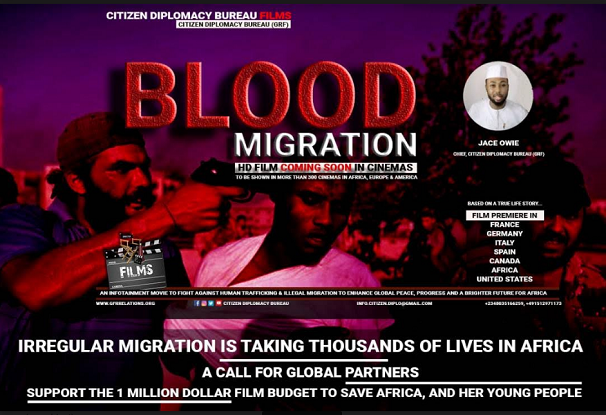 CITIZEN DIPLOMACY BUREAU FILMS
CITIZEN DIPLOMACY BUREAU (GRF)
BLOOD
MIGRATION
HD FILM COMING SOON IN CINEMAS
TO BE SHOWN IN MORE THAN 300 CINEMAS IN AFRICA, EUROPE & AMERICA
JACE OWIE
CHIEF, CITIZEN DIPLOMACY BUREAU (GRF)
BASED ON A TRUE LIFE STORY...
FILM PREMIERE IN
FRANCE
GERMANY
ITALY
SPAIN
CANADA
AFRICA
UNITED STATES
FILMS
AN INFOTAINMENT MOVIE TO FIGHT AGAINST HUMAN TRAFFICKING & ILLEGAL MIGRATION TO ENHANCE GLOBAL PEACE, PROGRESS AND A BRIGHTER FUTURE FOR AFRICA
WWW.GFRRELATIONS.ORG CITIZEN DIPLOMACY BUREAU INFO.CITIZEN.DIPLO@GMAIL.COM
IRREGULAR MIGRATION IS TAKING THOUSANDS OF LIVES IN AFRICA
A CALL FOR GLOBAL PARTNERS
SUPPORT THE 1 MILLION DOLLAR FILM BUDGET TO SAVE AFRICA, AND HER YOUNG PEOPLE